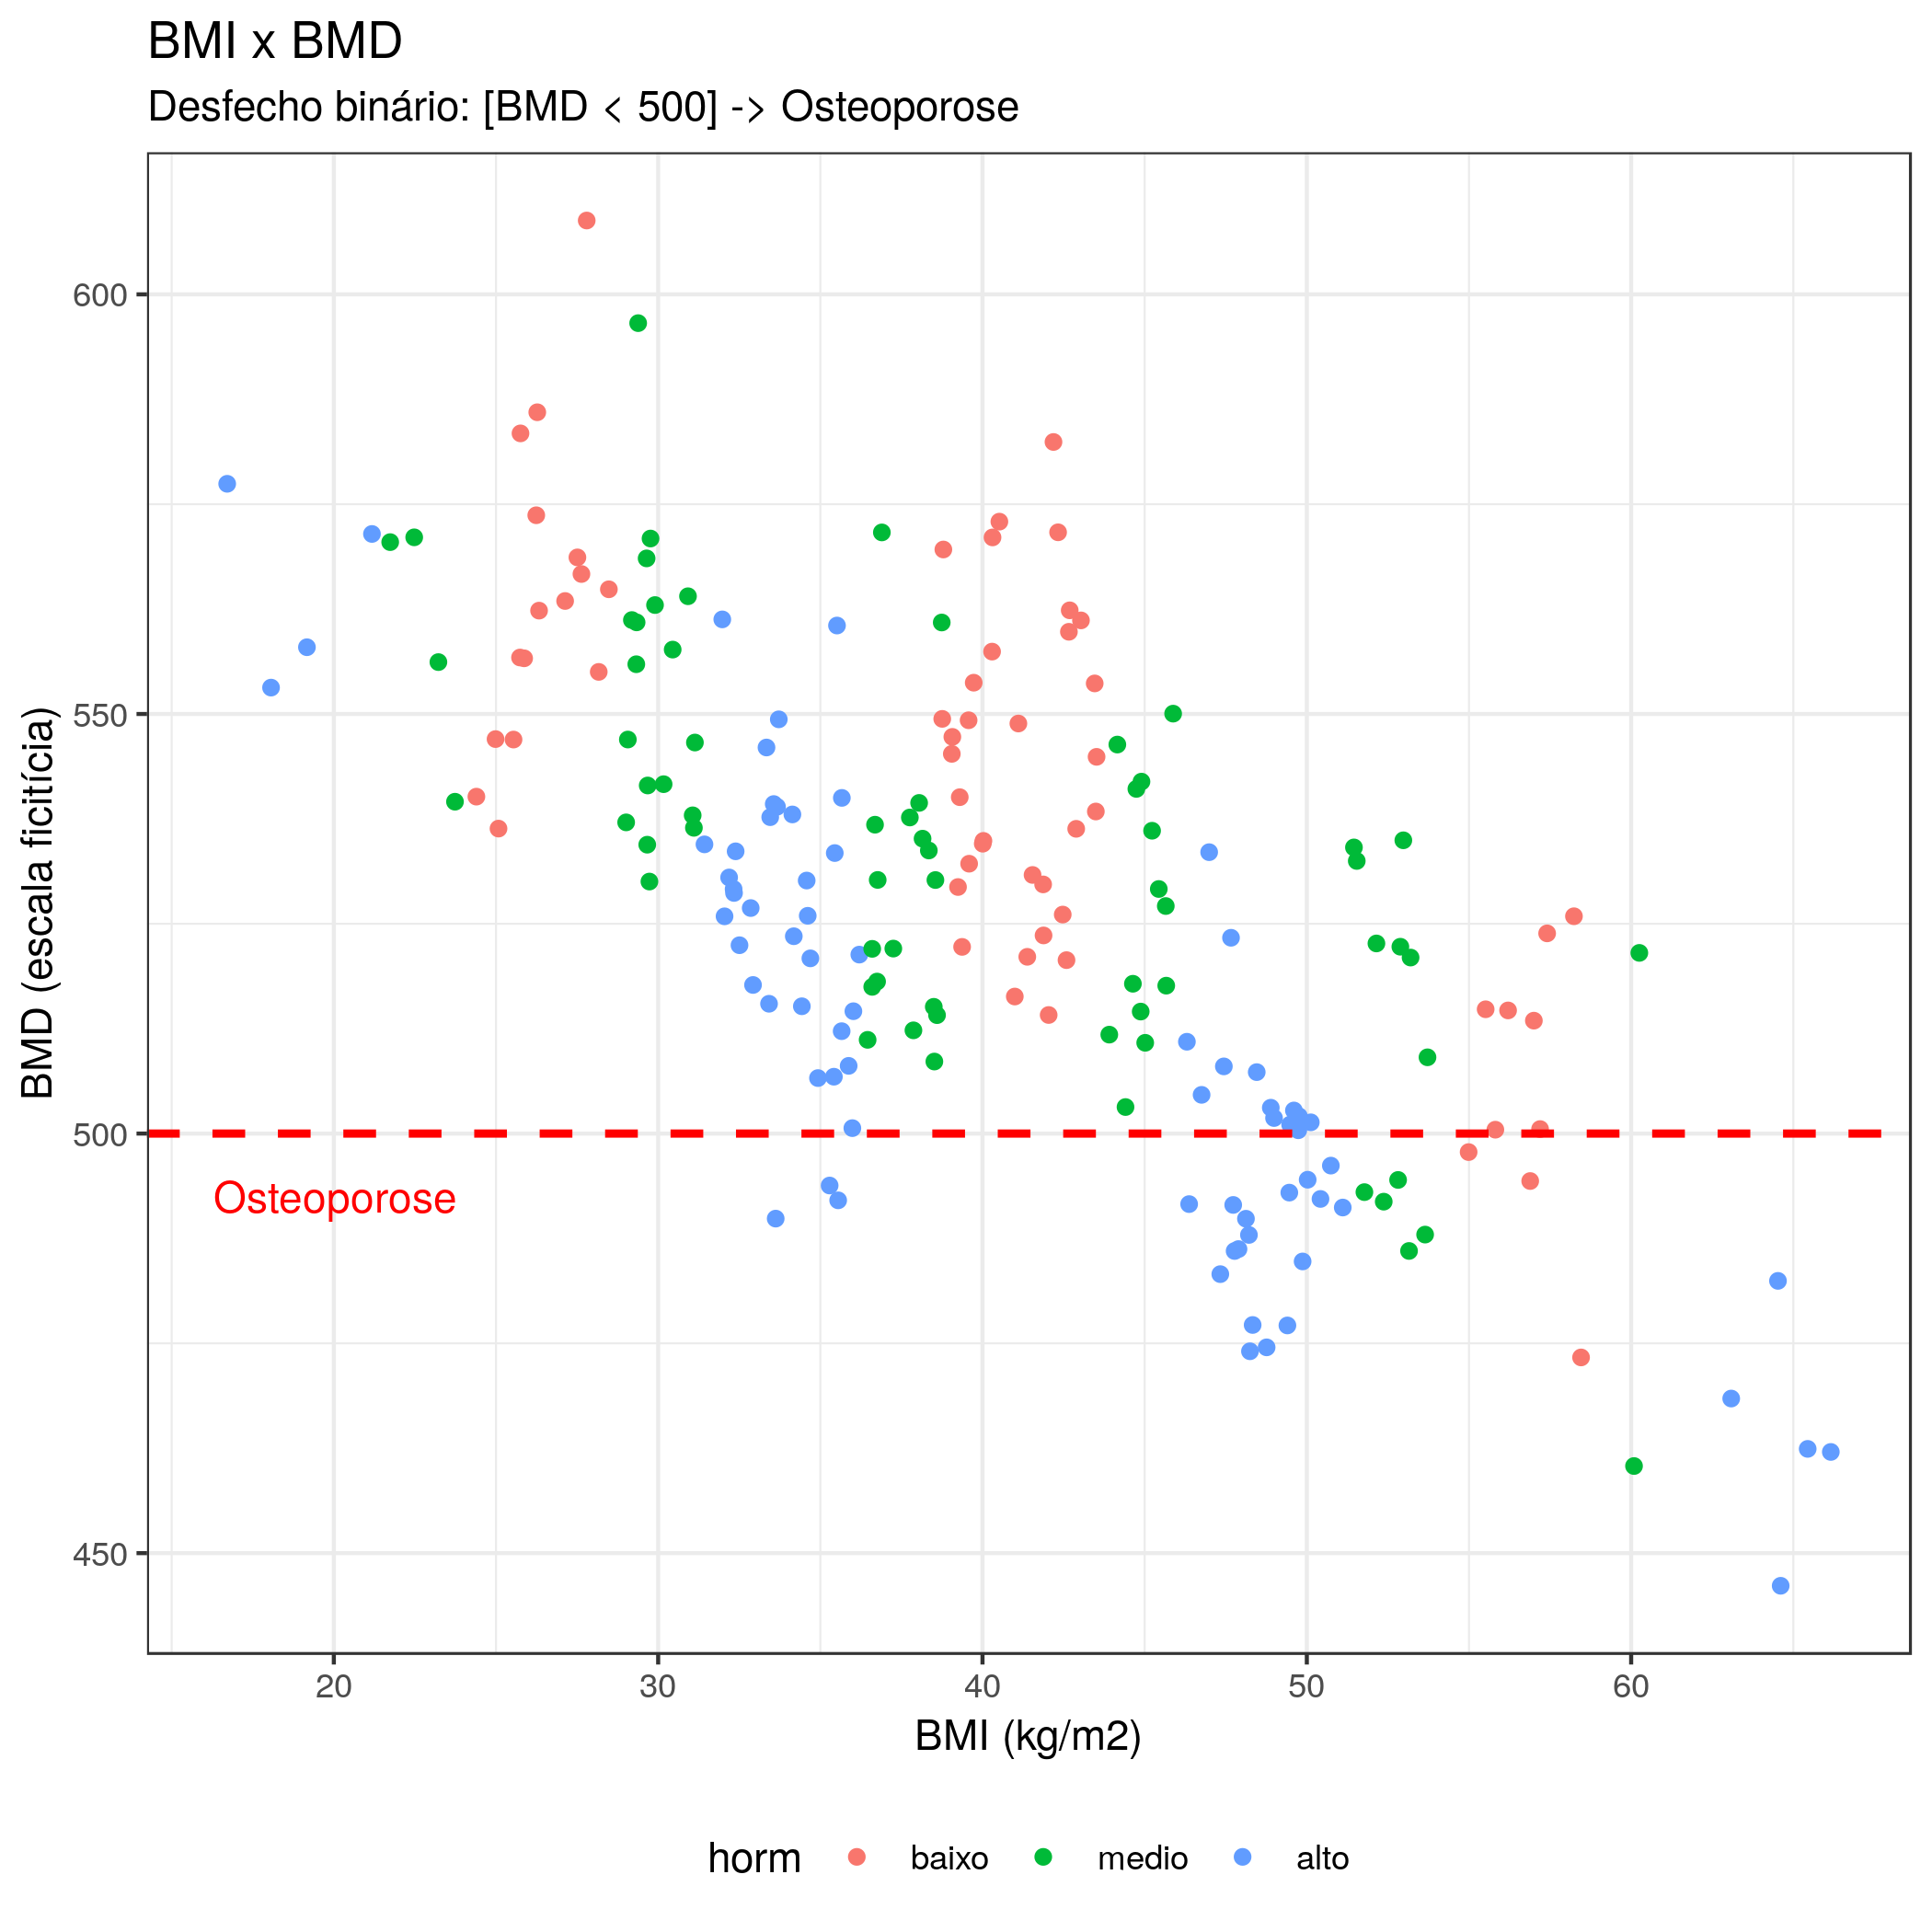 BMI x BMD
Desfecho binário: [BMD < 500] -> Osteoporose
BMD (escala ficitícia)
600
550
500
450
Osteoporose
20 30 40 50 60
BMI (kg/m2)
horm baixo medio alto